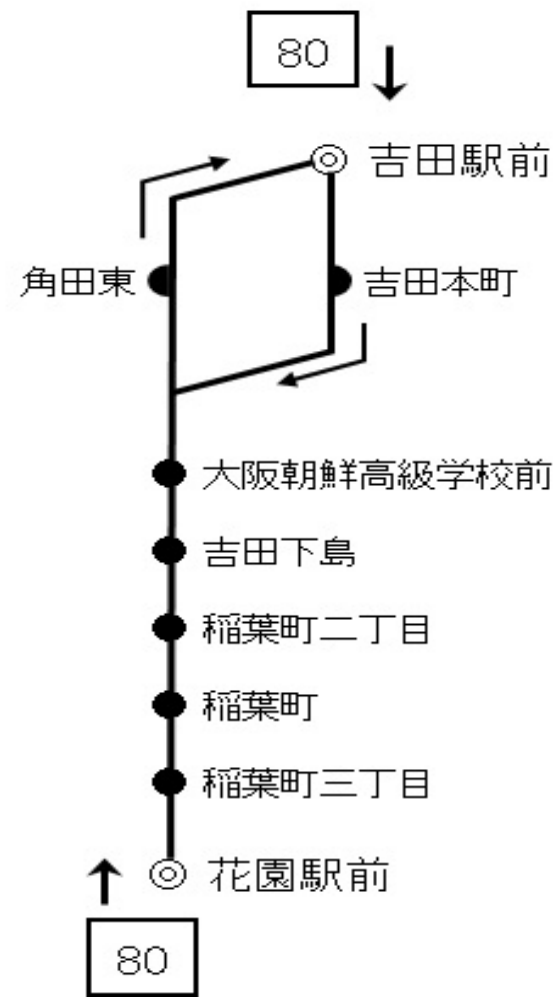 80
吉田駅前
角田東
吉田本町
大阪朝鮮高級学校前
吉田下島
稲葉町二丁目
稲葉町
稲葉町三丁目
花園駅前
80